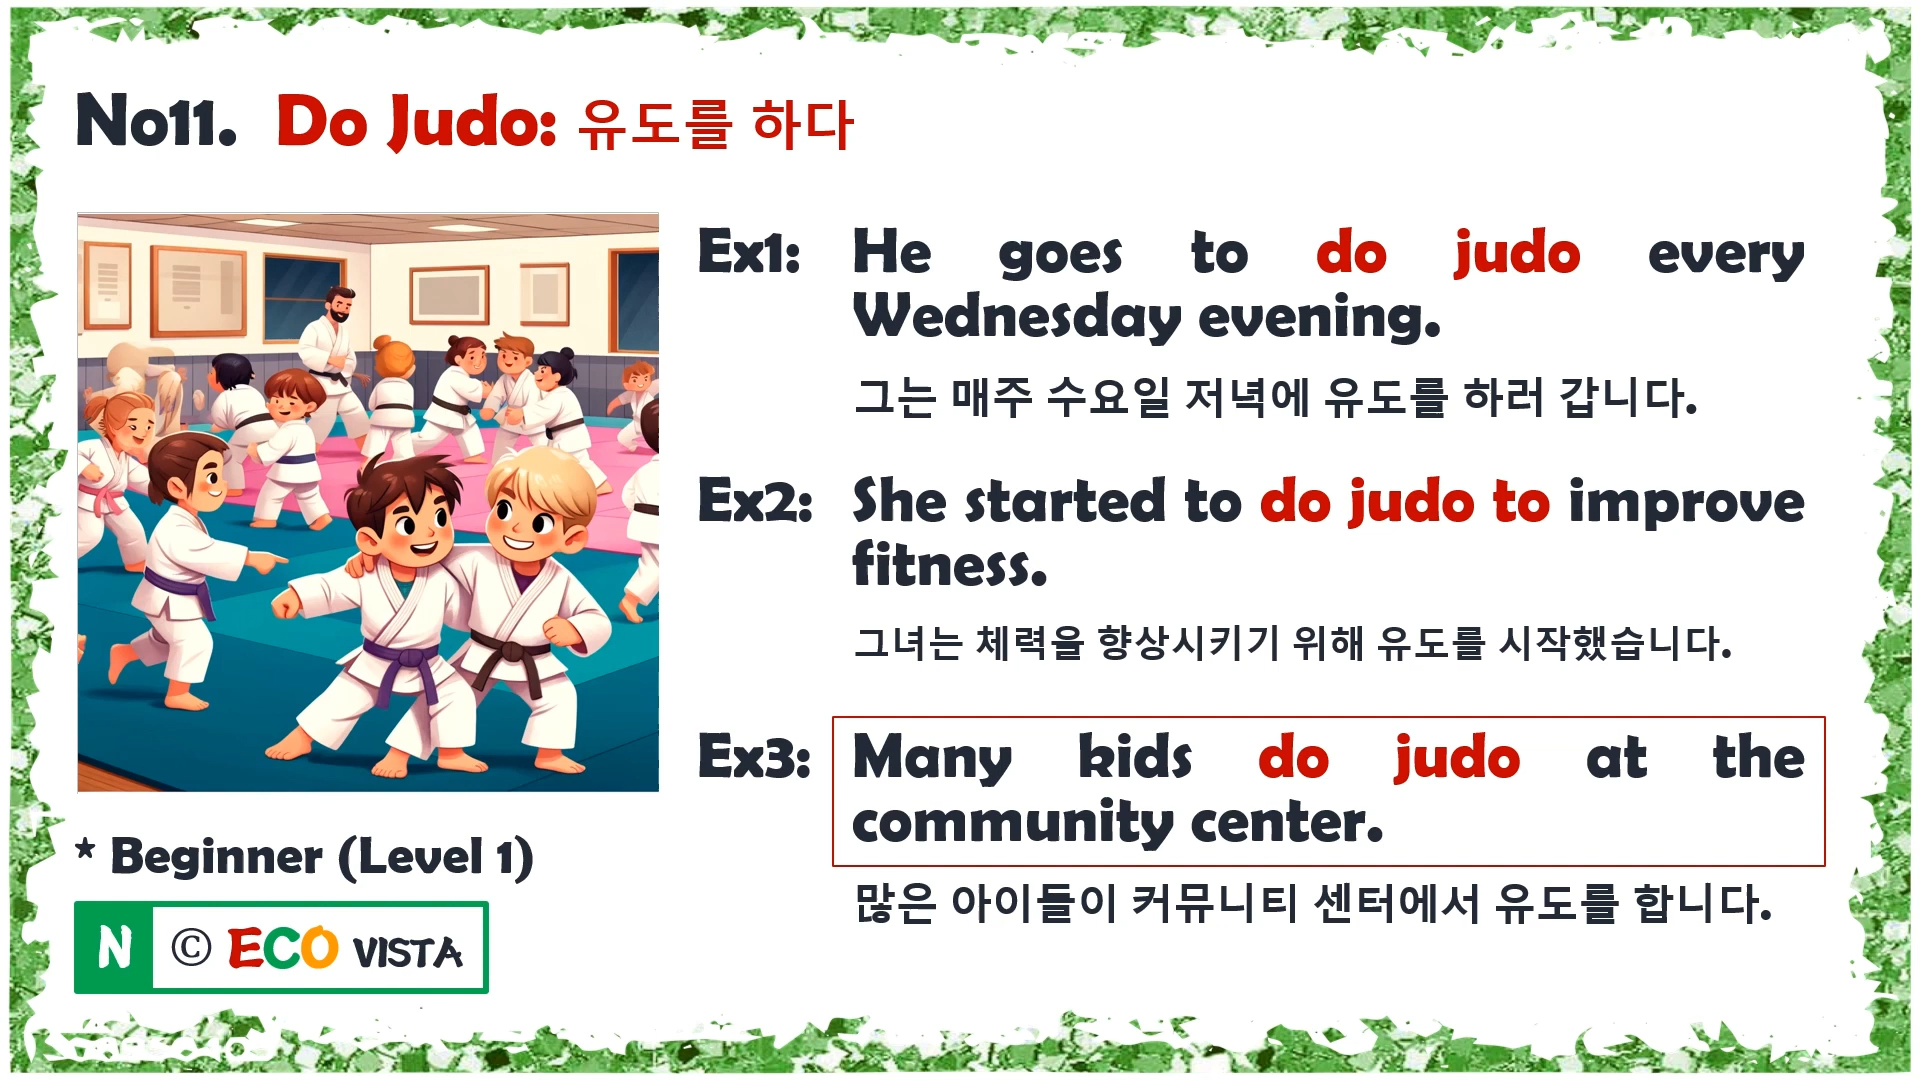 No11. Do Judo: 유도를 하다
Ex1: He goes to do judo every
Wednesday evening.
그는 매주 수요일 저녁에 유도를 하러 갑니다.
Ex2: She started to do judo to improve
fitness.
그녀는 체력을 향상시키기 위해 유도를 시작했습니다.
Ex3: Many kids do judo at the
community center.
많은 아이들이 커뮤니티 센터에서 유도를 합니다.
* Beginner (Level 1)
N © ECO VISTA